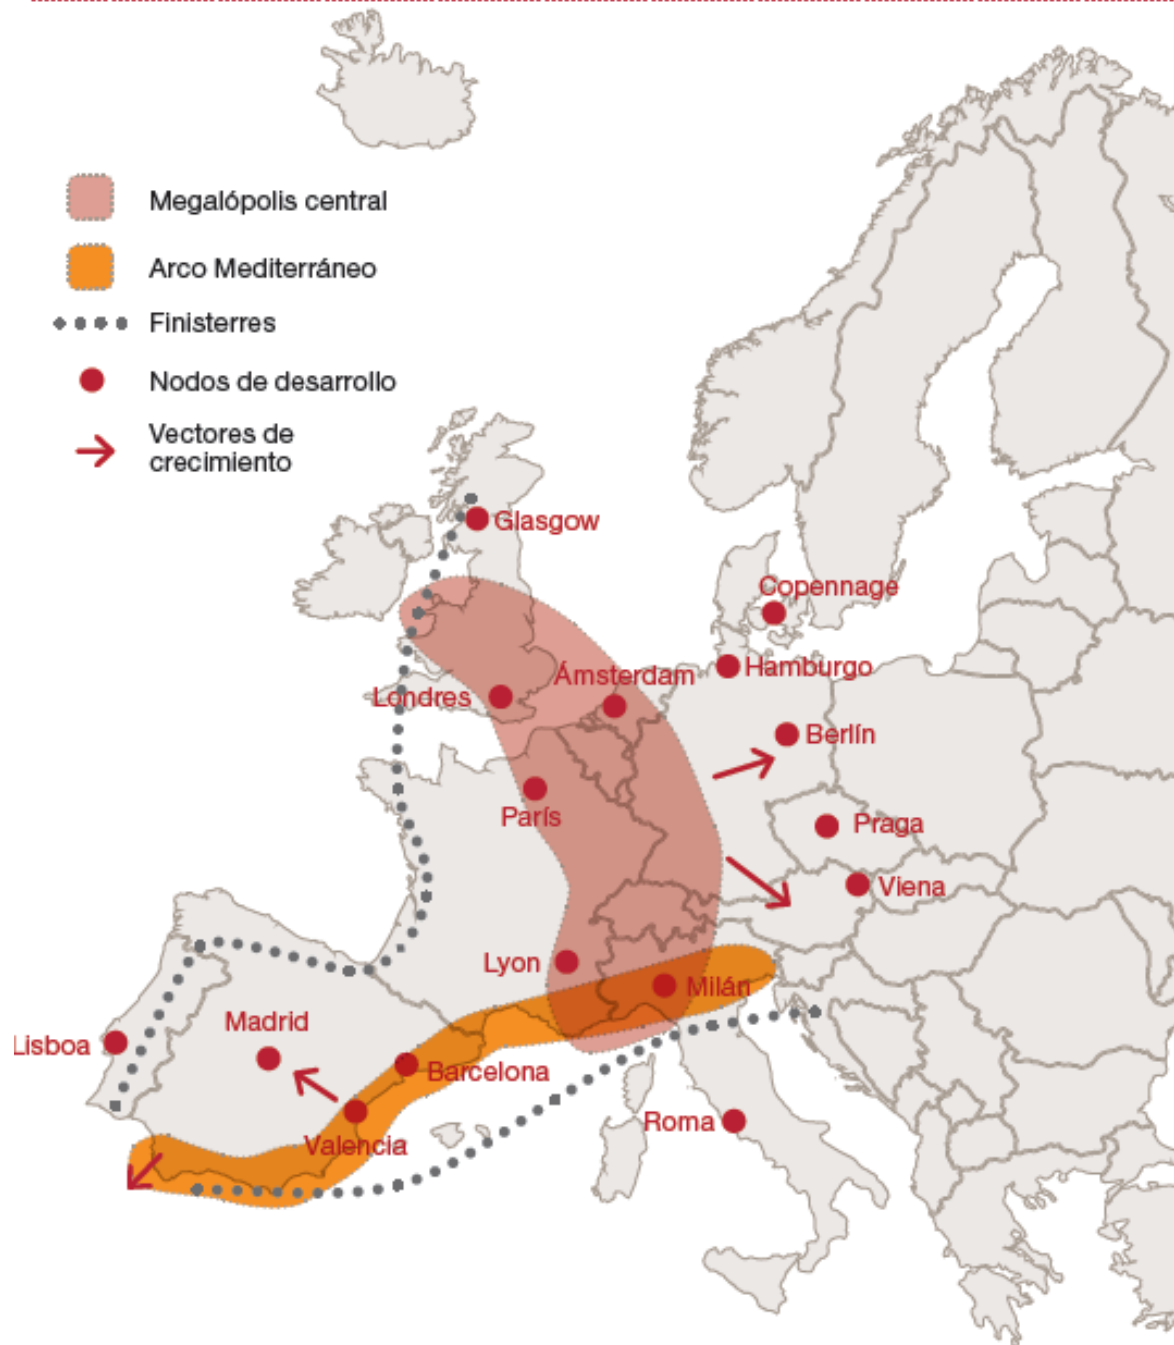 Megalópolis central
Arco Mediterráneo
Finisterres
Nodos de desarrollo
Vectores de
crecimiento
Glasgow
Copennage
Hamburgo
Ámsterdam
Londres
Berlín
París
Praga
Viena
Lyon
Milán
Madrid
Lisboa
Barcelona
Roma
Valencia